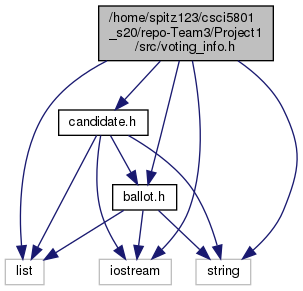 /home/spitz123/csci5801
_s20/repo-Team3/Project1
/src/voting_info.h
candidate.h
ballot.h
list
iostream
string